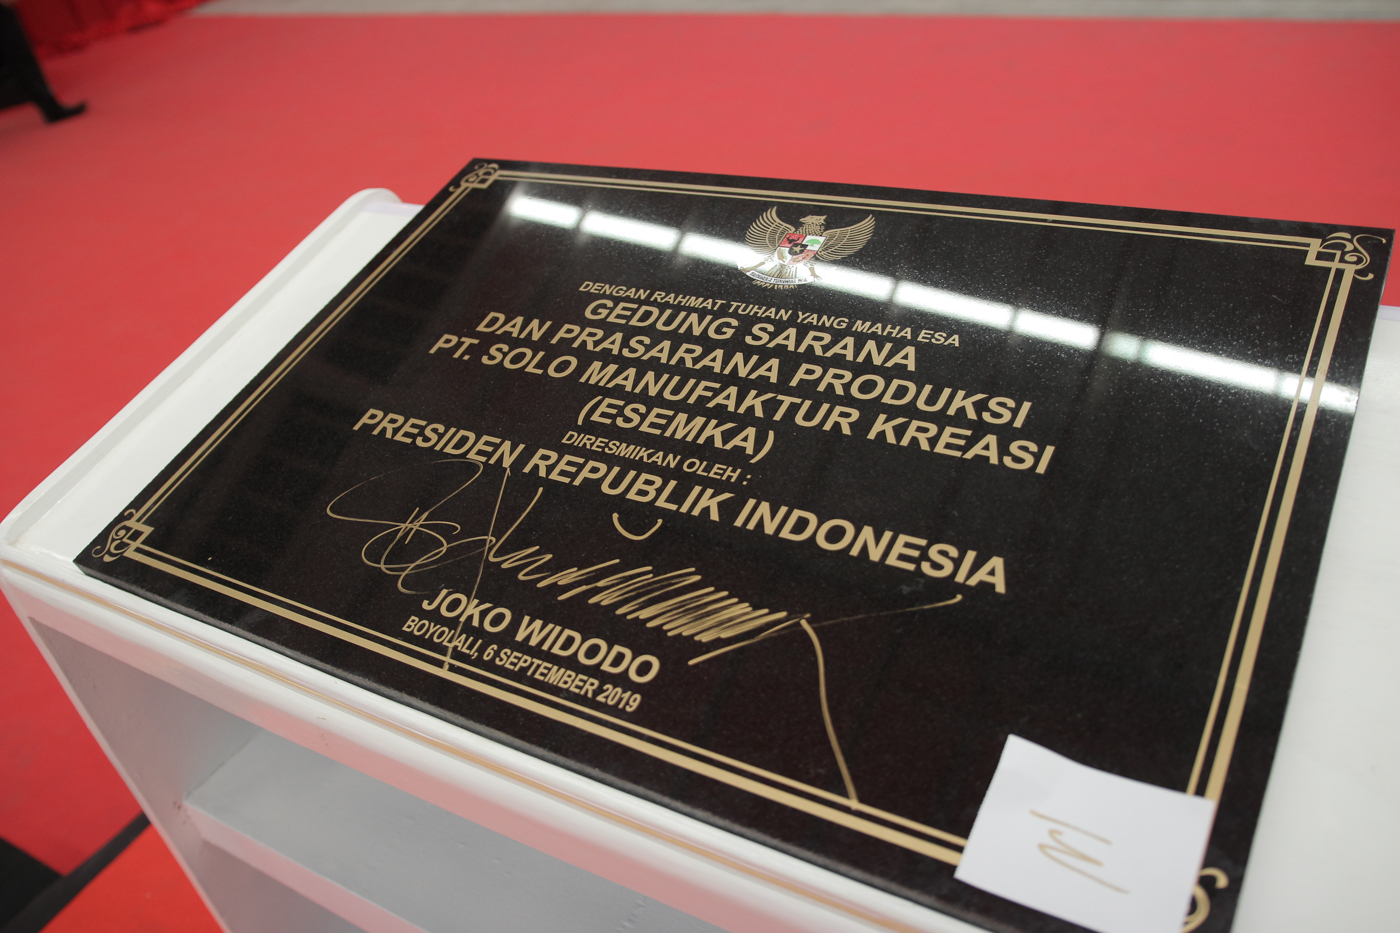 DENGAN RAHMAT TUHAN YANG MAHA ESA
GEDUNG SARANA
DAN PRASARANA PRODUKSI
PT. SOLO MANUFAKTUR KREASI
(ESEMKA)
DIRESMIKAN OLEH :
PRESIDEN REPUBLIK INDONESIA
JOKO WIDODO
BOYOLALI, 6 SEPTEMBER 2019